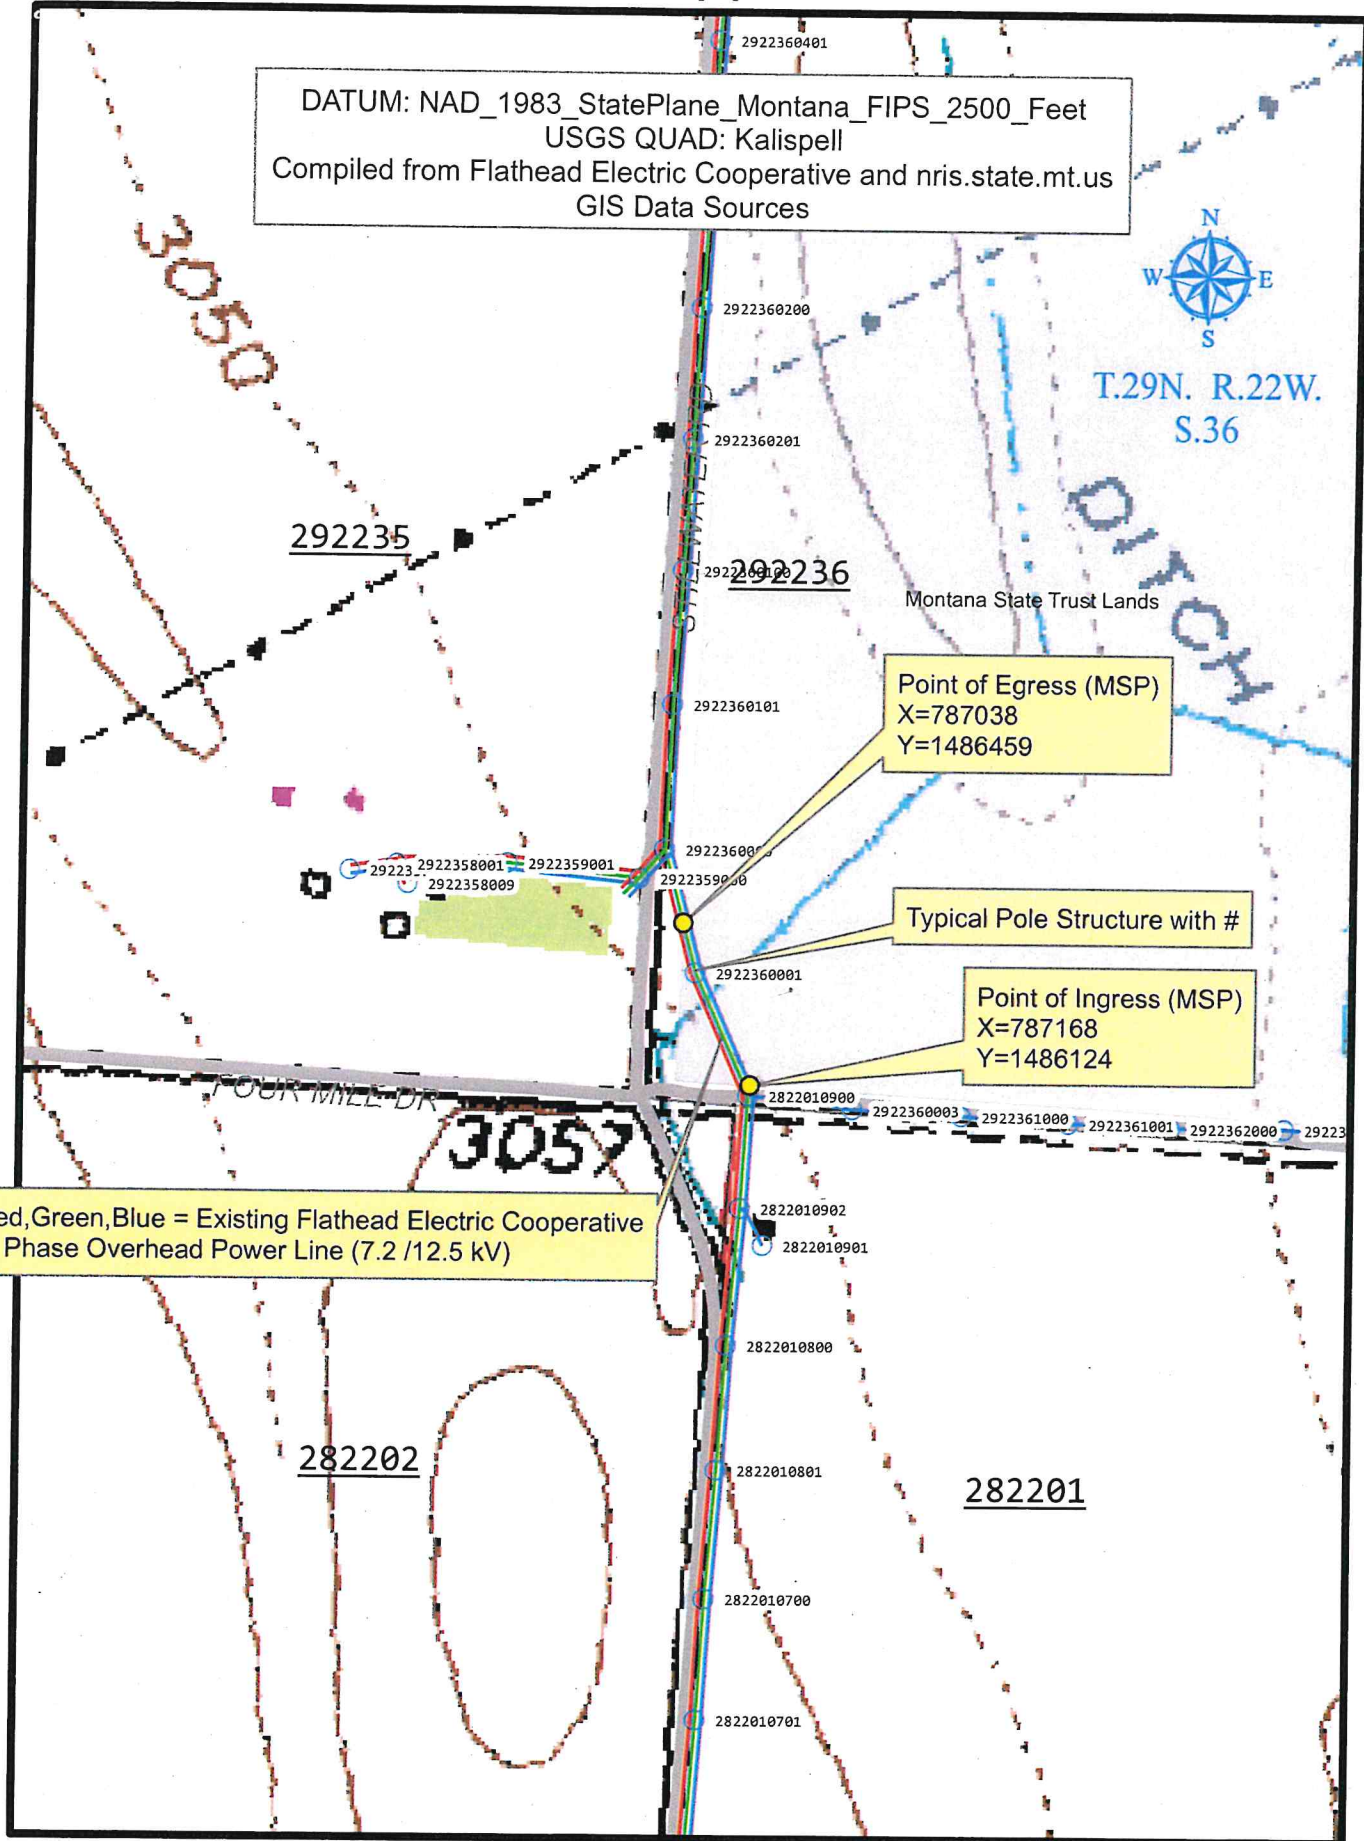 2922360401
DATUM: NAD_1983_StatePlane_Montana_FIPS_2500_Feet
USGS QUAD: Kalispell
Compiled from Flathead Electric Cooperative and nris.state.mt.us
GIS Data Sources
N
W E
S
T.29N. R.22W.
S.36
3050
2922360200
2922360201
292235
2922360100
292236
DITCH
Montana State Trust Lands
Point of Egress (MSP)
X=787038
Y=1486459
2922360101
2922358001
2922359001
2922358009
2922359000
Typical Pole Structure with #
2922360001
Point of Ingress (MSP)
X=787168
Y=1486124
FOUR MILE DR
3057
2822010900
2922360003
2922361000
2922361001
2922362000
29223
ed,Green,Blue = Existing Flathead Electric Cooperative
Phase Overhead Power Line (7.2 /12.5 kV)
2822010902
2822010901
2822010800
282202
2822010801
282201
2822010700
2822010701